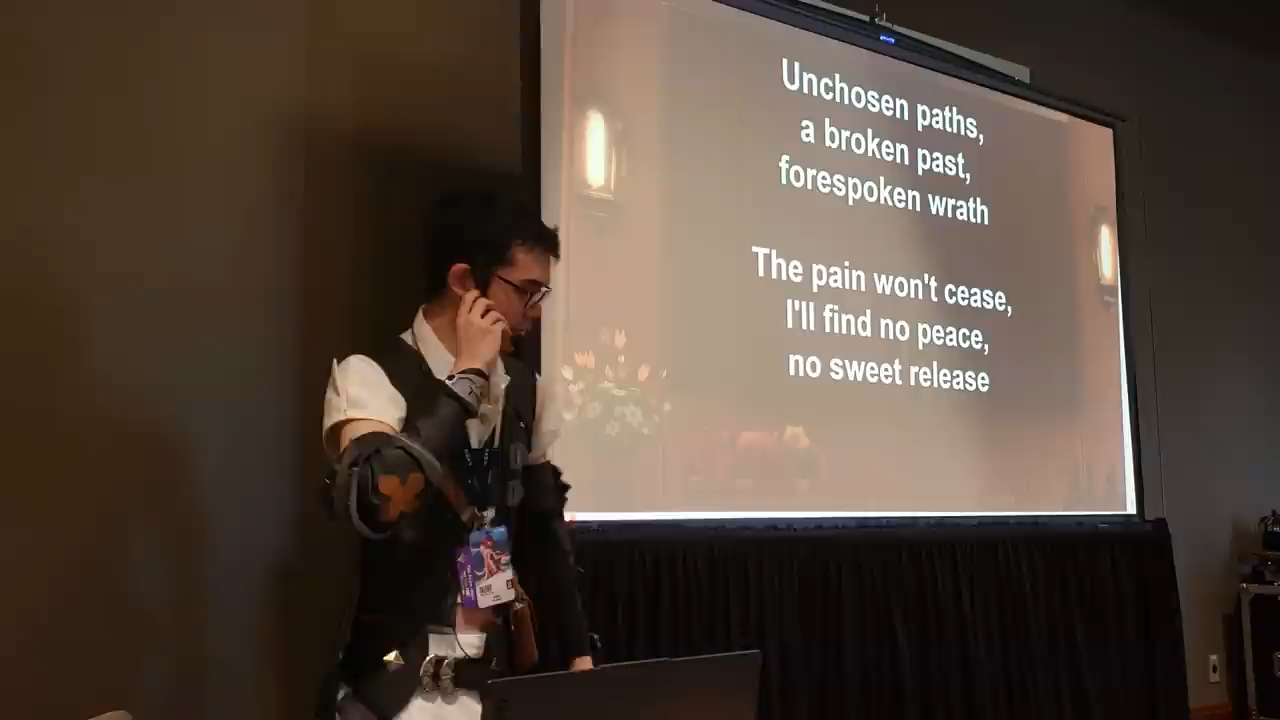 Unchosen paths,
a broken past,
forespoken wrath
The pain won't cease,
I'll find no peace,
no sweet release